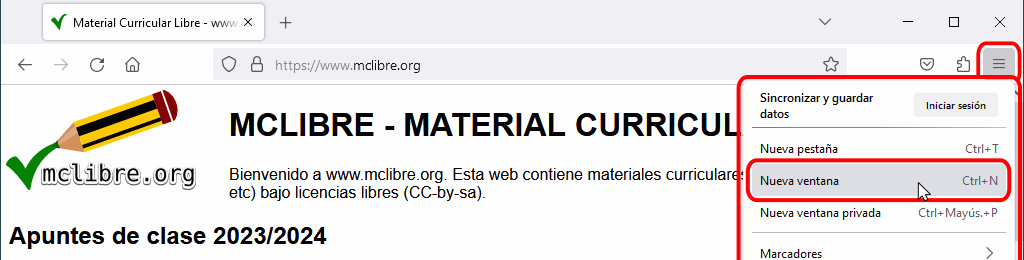 Material Curricular Libre - www
https://www.mclibre.org
Sincronizar y guardar datos
Iniciar sesión
Nueva pestaña Ctrl+T
Nueva ventana Ctrl+N
Nueva ventana privada Ctrl+Mayús.+P
Marcadores
mclibre.org
MCLIBRE - MATERIAL CURRICUL
Bienvenido a www.mclibre.org. Esta web contiene materiales curriculares
etc) bajo licencias libres (CC-by-sa).
Apuntes de clase 2023/2024